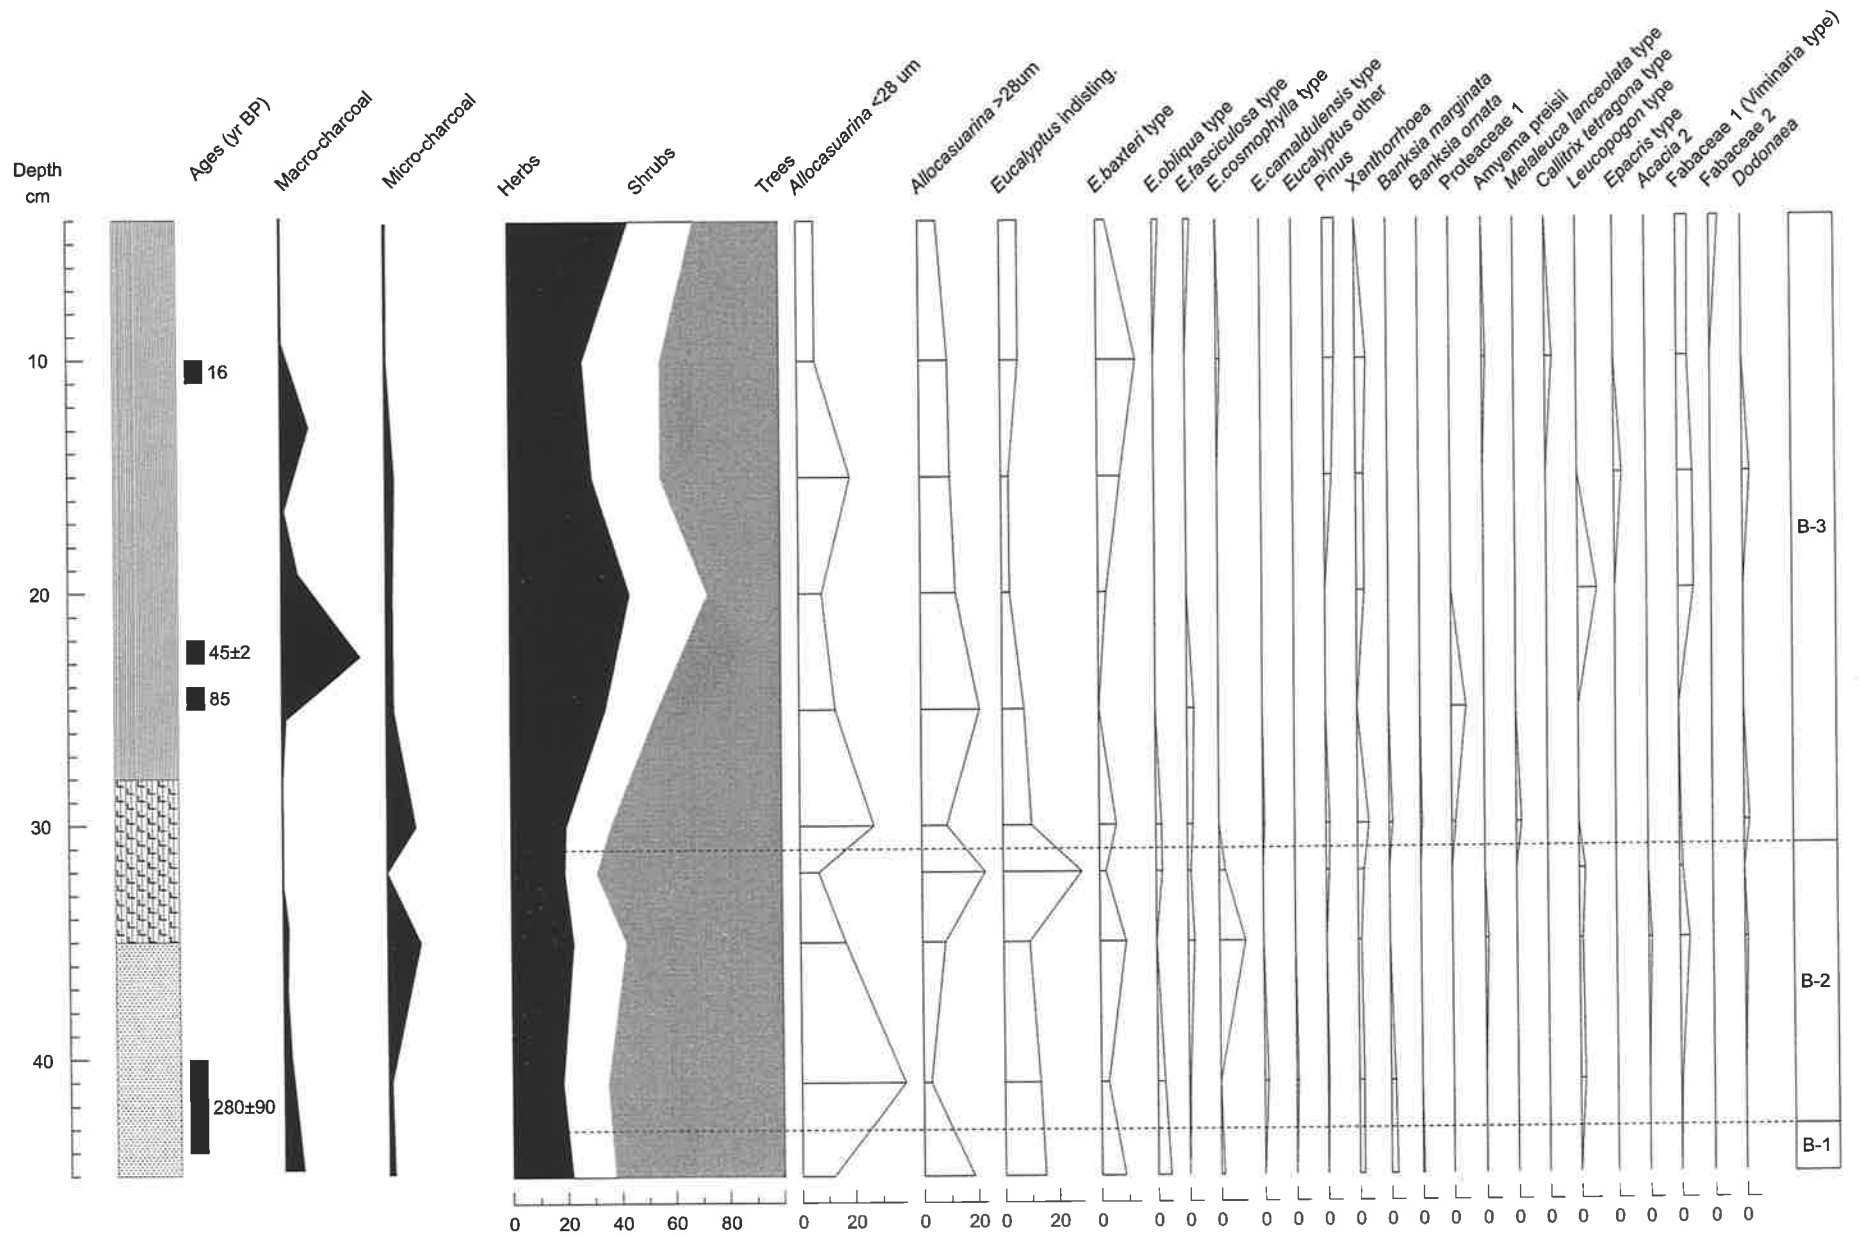 Depth
cm
Ages (yr BP)
Macro-charcoal
Micro-charcoal
Herbs
Shrubs
Trees
Allocasuarina <28 um
Allocasuarina >28um
Eucalyptus indisting.
E.baxteri type
E.obliqua type
E.fasciculosa type
E.cosmophylla type
E.camaldulensis type
Eucalyptus other
Pinus
Xanthorrhoea
Banksia marginata
Banksia ornata
Proteaceae 1
Amyema preisii
Melaleuca lanceolata type
Callitrix tetragona type
Leucopogon type
Epacris type
Acacia 2
Fabaceae 1 (Viminaria type)
Fabaceae 2
Dodonaea
10
16
20
45±2
85
30
40
280±90
B-3
B-2
B-1
0 20 40 60 80
0 20
0 20
0 20
0 0 0 0 0 0 0 0 0 0 0 0 0 0 0 0 0 0 0 0